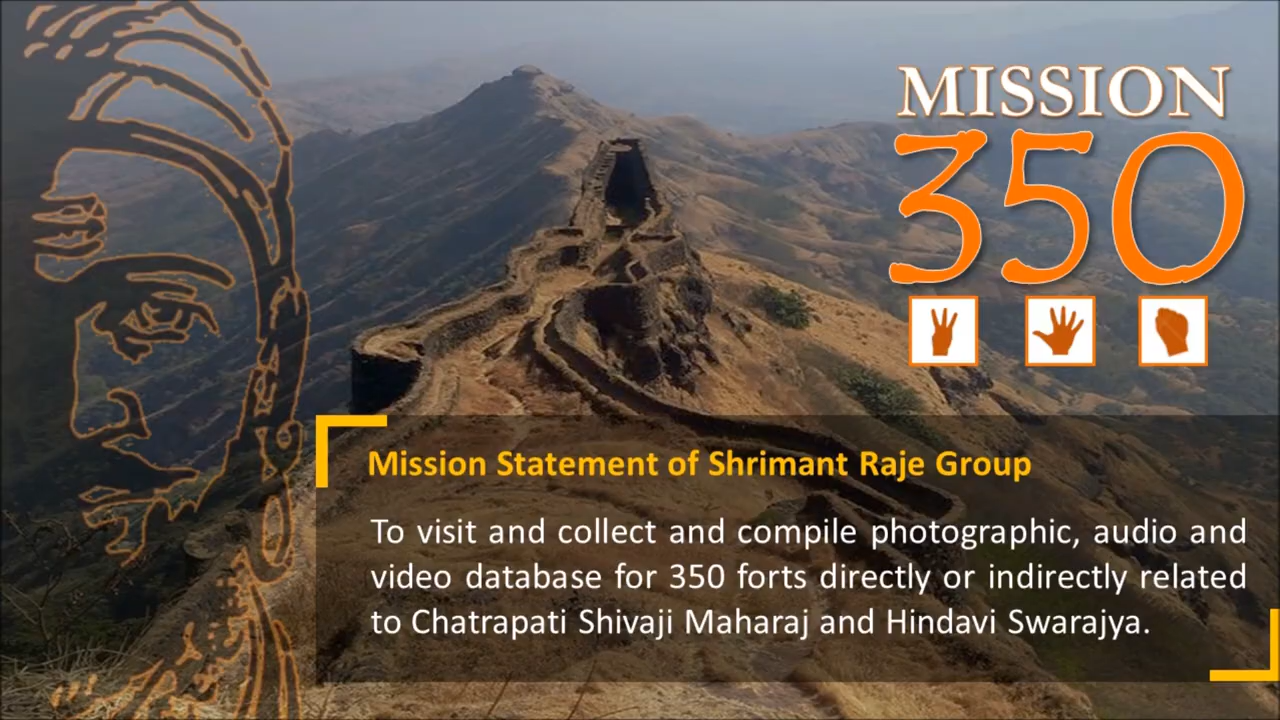 MISSION
350
Mission Statement of Shrimant Raje Group
To visit and collect and compile photographic, audio and
video database for 350 forts directly or indirectly related
to Chatrapati Shivaji Maharaj and Hindavi Swarajya.